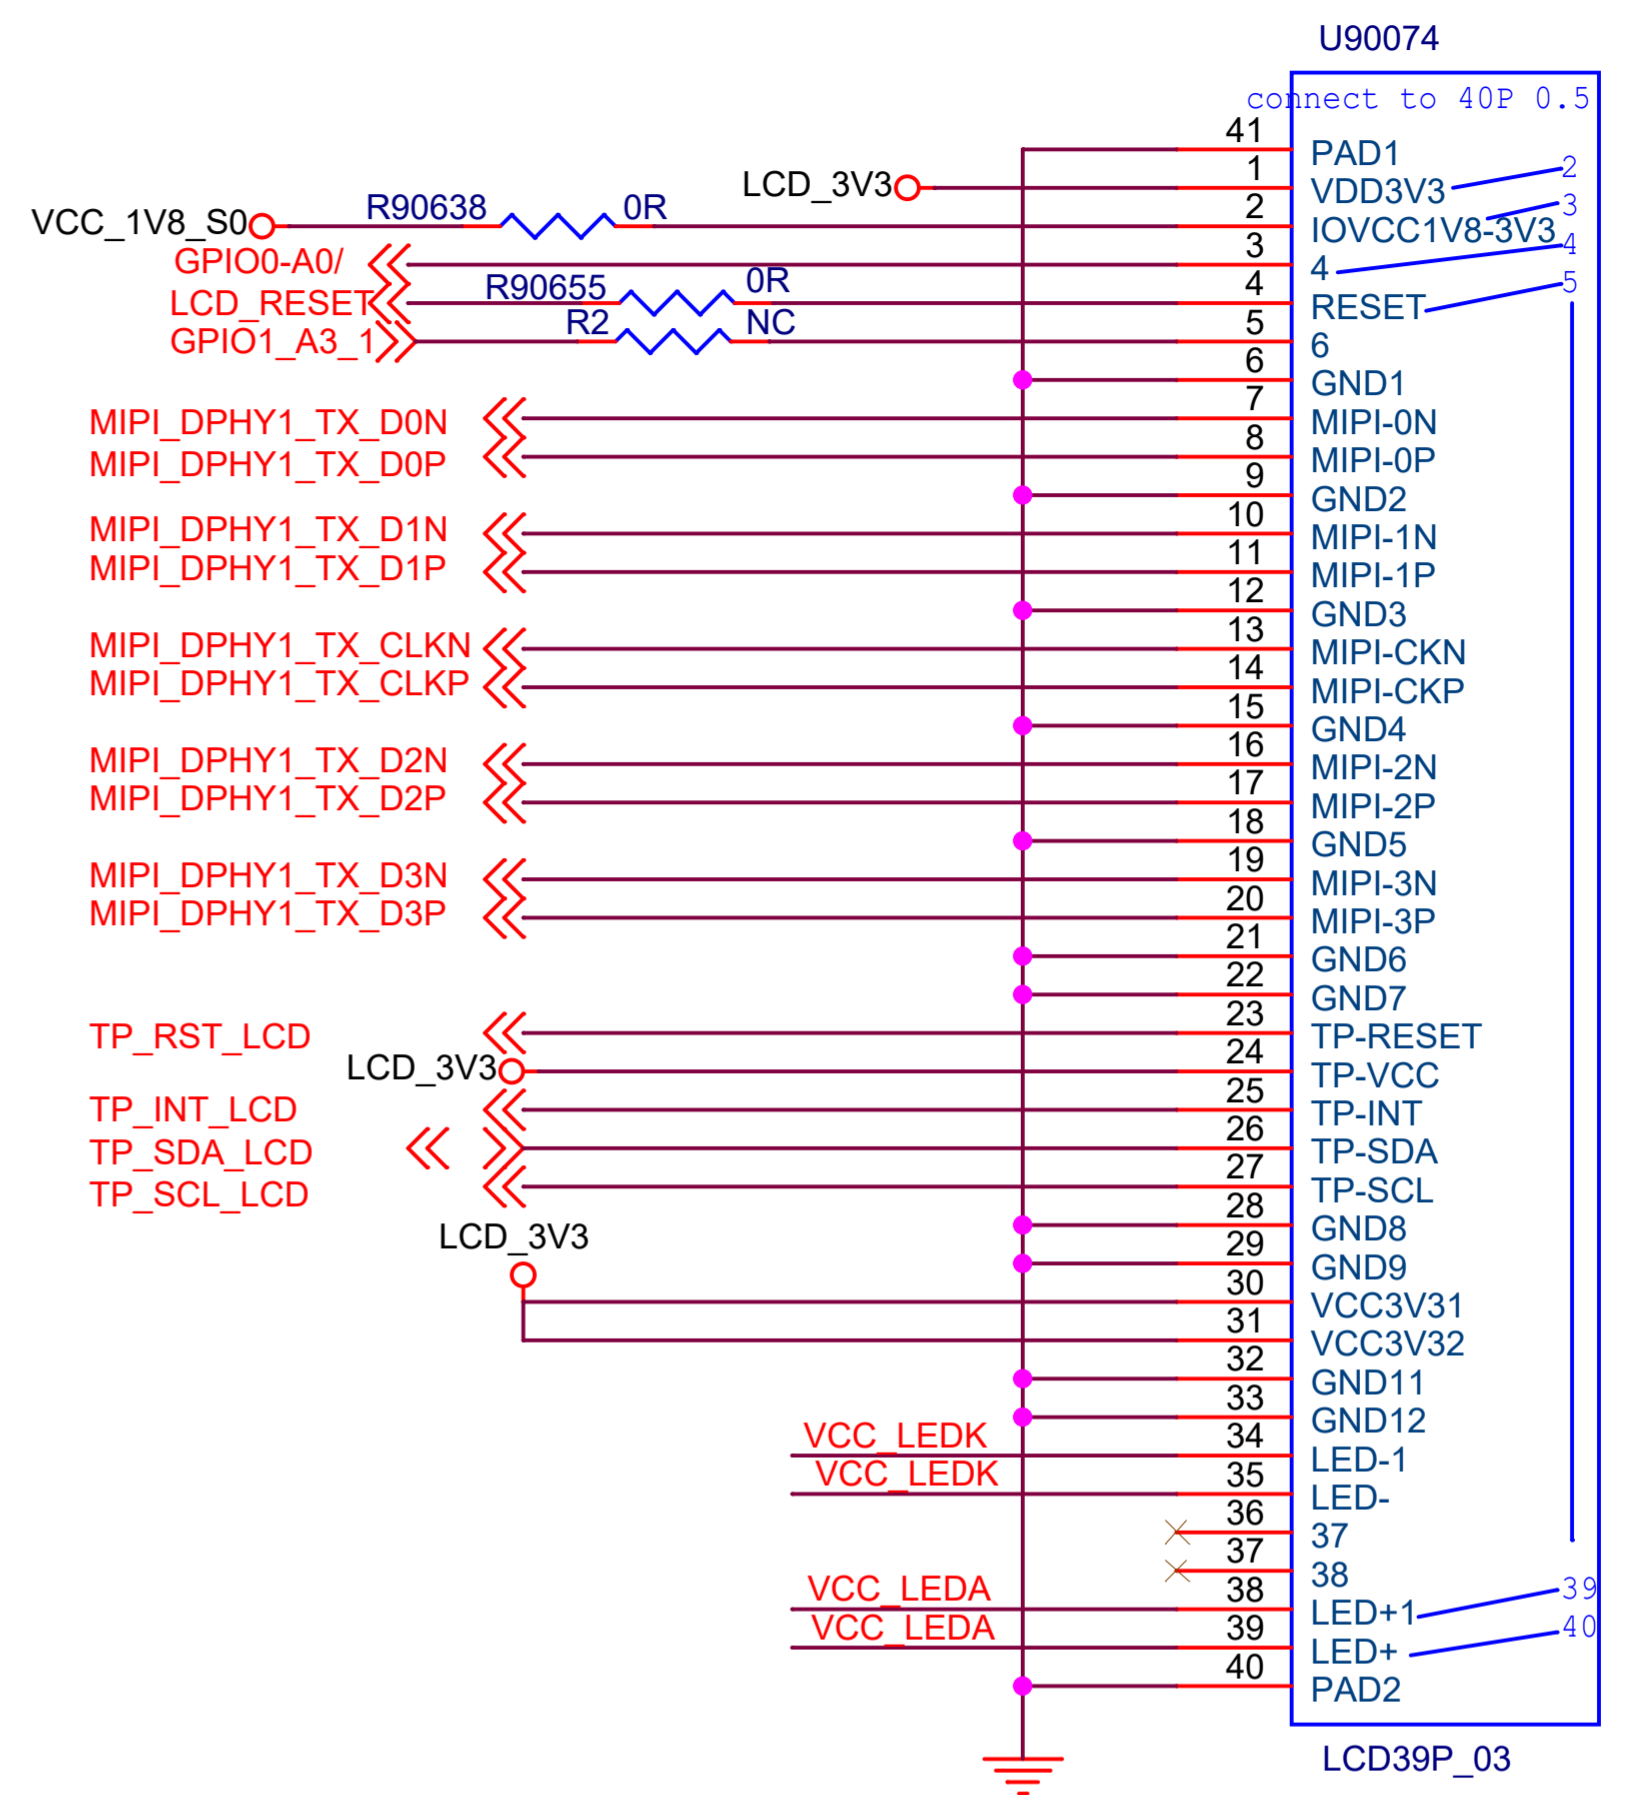 U90074
connect to 40P 0.5
41 PAD1
LCD_3V3 1 VDD3V3 2
VCC_1V8_S0 R90638 0R 2 IOVCC1V8-3V3 3
GPIO0-A0/ 3 4 4
LCD_RESET R90655 0R 4 RESET 5
GPIO1_A3_1 R2 NC 5 6
6 GND1
MIPI_DPHY1_TX_D0N 7 MIPI-0N
MIPI_DPHY1_TX_D0P 8 MIPI-0P
9 GND2
MIPI_DPHY1_TX_D1N 10 MIPI-1N
MIPI_DPHY1_TX_D1P 11 MIPI-1P
12 GND3
MIPI_DPHY1_TX_CLKN 13 MIPI-CKN
MIPI_DPHY1_TX_CLKP 14 MIPI-CKP
15 GND4
MIPI_DPHY1_TX_D2N 16 MIPI-2N
MIPI_DPHY1_TX_D2P 17 MIPI-2P
18 GND5
MIPI_DPHY1_TX_D3N 19 MIPI-3N
MIPI_DPHY1_TX_D3P 20 MIPI-3P
21 GND6
22 GND7
TP_RST_LCD 23 TP-RESET
LCD_3V3 24 TP-VCC
TP_INT_LCD 25 TP-INT
TP_SDA_LCD 26 TP-SDA
TP_SCL_LCD 27 TP-SCL
28 GND8
LCD_3V3 29 GND9
30 VCC3V31
31 VCC3V32
32 GND11
33 GND12
VCC_LEDK 34 LED-1
VCC_LEDK 35 LED-
36 37
37 38
VCC_LEDA 38 LED+1 39
VCC_LEDA 39 LED+ 40
40 PAD2
LCD39P_03